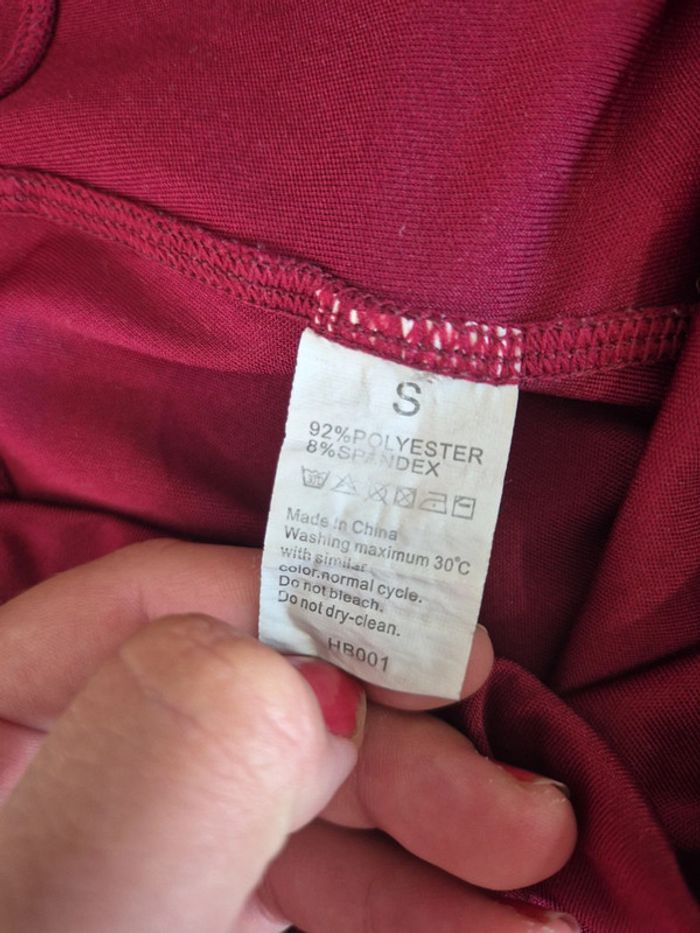 S
92%POLYESTER
8%SPANDEX
Made in China
Washing maximum 30°C
with similar
color.normal cycle.
Do not bleach.
Do not dry-clean.
HB001